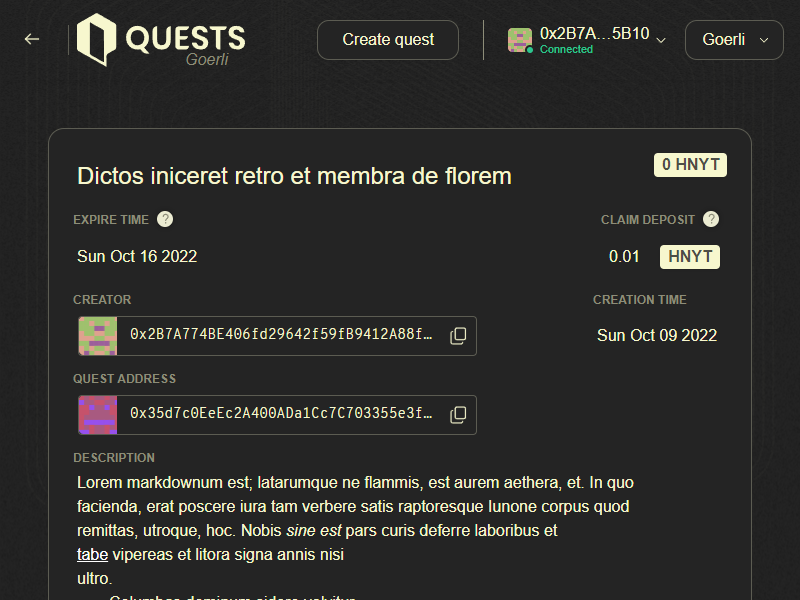 QUESTS
Goerli
Create quest
0x2B7A…5B10
Connected
Goerli
Dictos iniceret retro et membra de florem
0 HNYT
EXPIRE TIME ?
CLAIM DEPOSIT ?
Sun Oct 16 2022
0.01 HNYT
CREATOR
CREATION TIME
0x2B7A774BE406fd29642f59fB9412A88f…
Sun Oct 09 2022
QUEST ADDRESS
0x35d7c0EeEc2A400ADa1Cc7C703355e3f…
DESCRIPTION
Lorem markdownum est; latarumque ne flammis, est aurem aethera, et. In quo
facienda, erat poscere iura tam verbere satis raptoresque Iunone corpus quod
remittas, utroque, hoc. Nobis sine est pars curis deferre laboribus et
tabe vipereas et litora signa annis nisi
ultro.